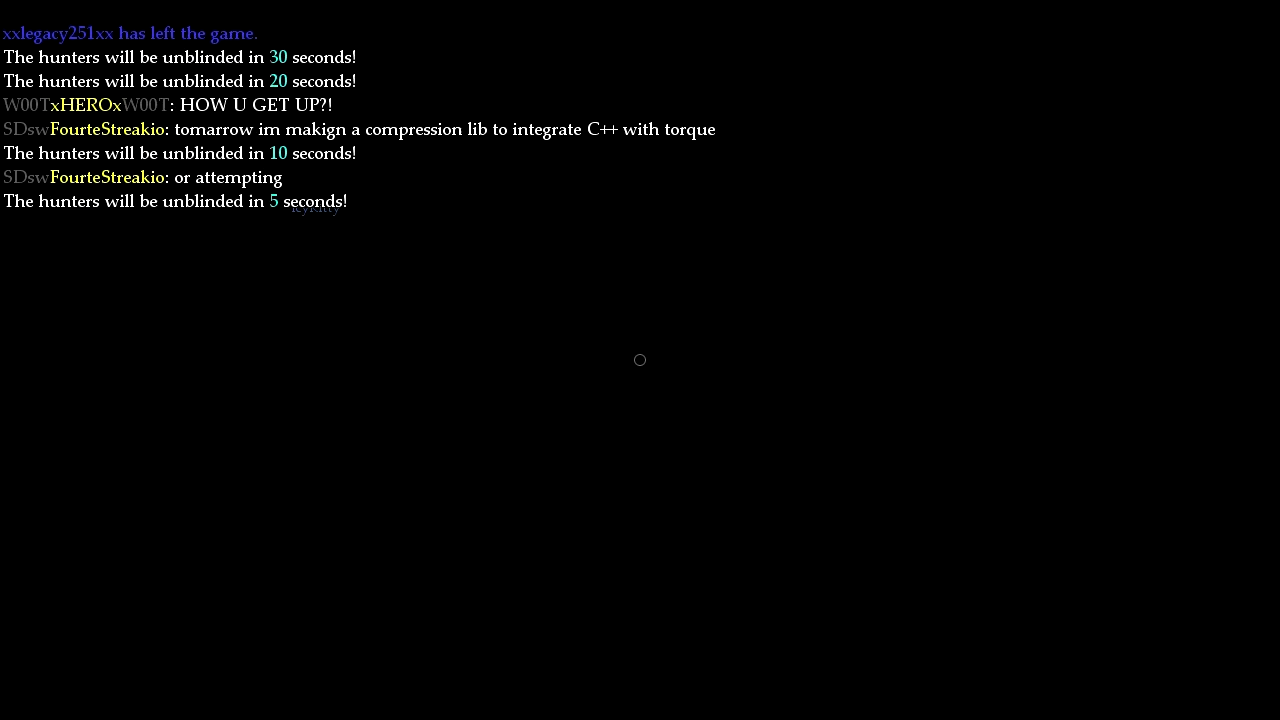 xxlegacy251xx has left the game.
The hunters will be unblinded in 30 seconds!
The hunters will be unblinded in 20 seconds!
W00TxHEROxW00T: HOW U GET UP?!
SDswFourteStreakio: tomarrow im makign a compression lib to integrate C++ with torque
The hunters will be unblinded in 10 seconds!
SDswFourteStreakio: or attempting
The hunters will be unblinded in 5 seconds!